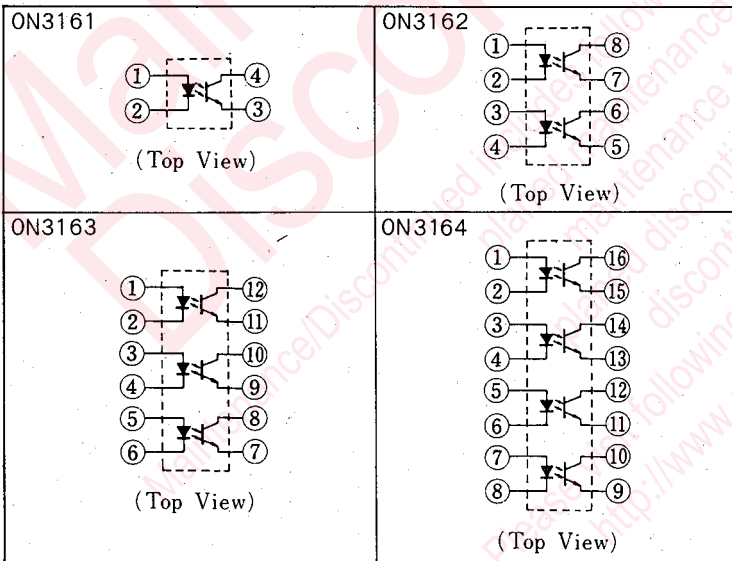 ON3161
① ④
② ③
(Top View)
ON3162
① ⑧
② ⑦
③ ⑥
④ ⑤
(Top View)
ON3163
① ⑫
② ⑪
③ ⑩
④ ⑨
⑤ ⑧
⑥ ⑦
(Top View)
ON3164
① ⑯
② ⑮
③ ⑭
④ ⑬
⑤ ⑫
⑥ ⑪
⑦ ⑩
⑧ ⑨
(Top View)